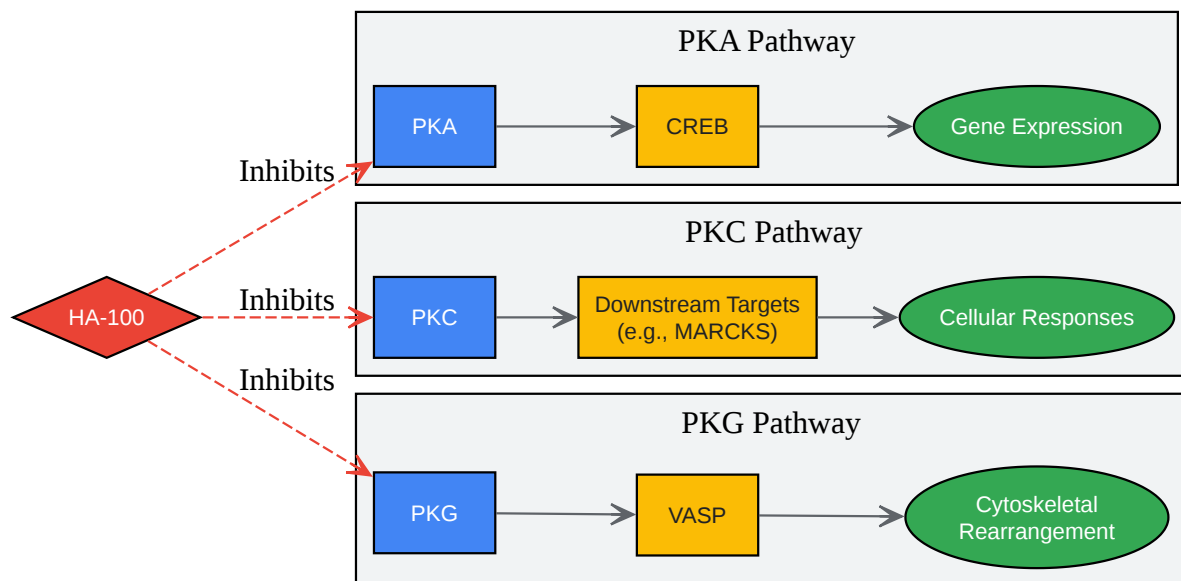 PKA Pathway
PKA
CREB
Gene Expression
Inhibits
PKC Pathway
HA-100
Inhibits
PKC
Downstream Targets
(e.g., MARCKS)
Cellular Responses
Inhibits
PKG Pathway
PKG
VASP
Cytoskeletal
Rearrangement